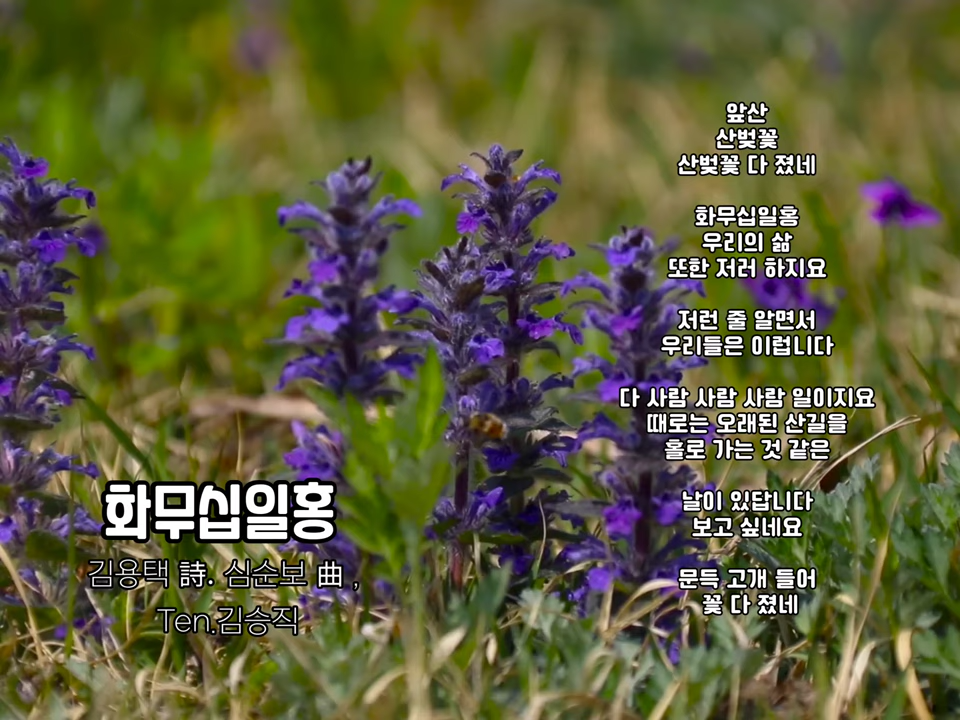 앞산
산벚꽃
산벚꽃 다 졌네
화무십일홍
우리의 삶
또한 저러 하지요
저런 줄 알면서
우리들은 이럽니다
다 사람 사람 사람 일이지요
때로는 오래된 산길을
홀로 가는 것 같은
날이 있답니다
보고 싶네요
문득 고개 들어
꽃 다 졌네
화무십일홍
김용택 詩. 심순보 曲 ,
Ten.김승직